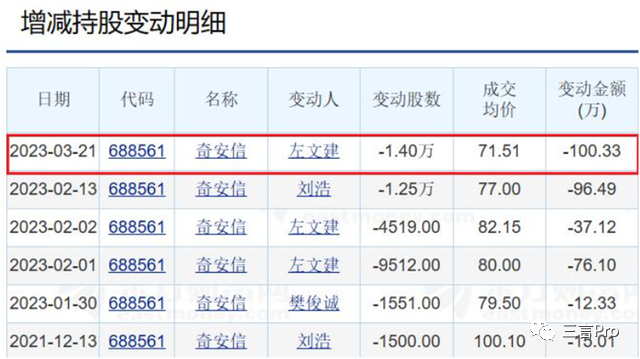 增减持股变动明细
日期 代码 名称 变动人 变动股数 成交均价 变动金额(万)
2023-03-21 688561 奇安信 左文建 -1.40万 71.51 -100.33
2023-02-13 688561 奇安信 刘浩 -1.25万 77.00 -96.49
2023-02-02 688561 奇安信 左文建 -4519.00 82.15 -37.12
2023-02-01 688561 奇安信 左文建 -9512.00 80.00 -76.10
2023-01-30 688561 奇安信 樊俊诚 -1551.00 79.50 -12.33
2021-12-13 688561 奇安信 刘浩 -1500.00 100.10 -15.01
三言Pro
eastmoney.com